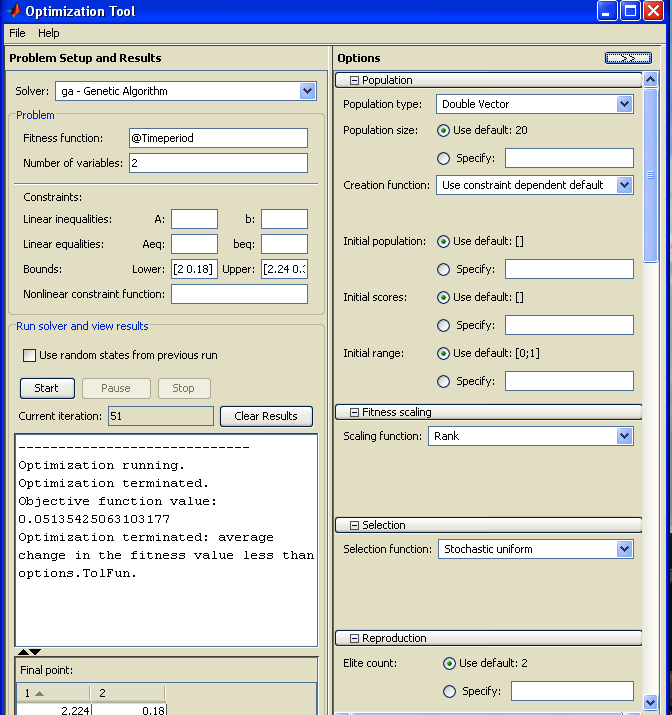 Optimization Tool
File Help
Problem Setup and Results
Solver: ga - Genetic Algorithm
Problem
Fitness function: @Timeperiod
Number of variables: 2
Constraints:
Linear inequalities: A: b:
Linear equalities: Aeq: beq:
Bounds: Lower: [2 0.18] Upper: [2.24 0.3
Nonlinear constraint function:
Run solver and view results
Use random states from previous run
Start Pause Stop
Current iteration: 51 Clear Results
-----------------------------
Optimization running.
Optimization terminated.
Objective function value:
0.05135425063103177
Optimization terminated: average
change in the fitness value less than
options.TolFun.
Final point:
1 2
2.224 0.18
Options >>
Population
Population type: Double Vector
Population size: Use default: 20
Specify:
Creation function: Use constraint dependent default
Initial population: Use default: []
Specify:
Initial scores: Use default: []
Specify:
Initial range: Use default: [0;1]
Specify:
Fitness scaling
Scaling function: Rank
Selection
Selection function: Stochastic uniform
Reproduction
Elite count: Use default: 2
Specify: